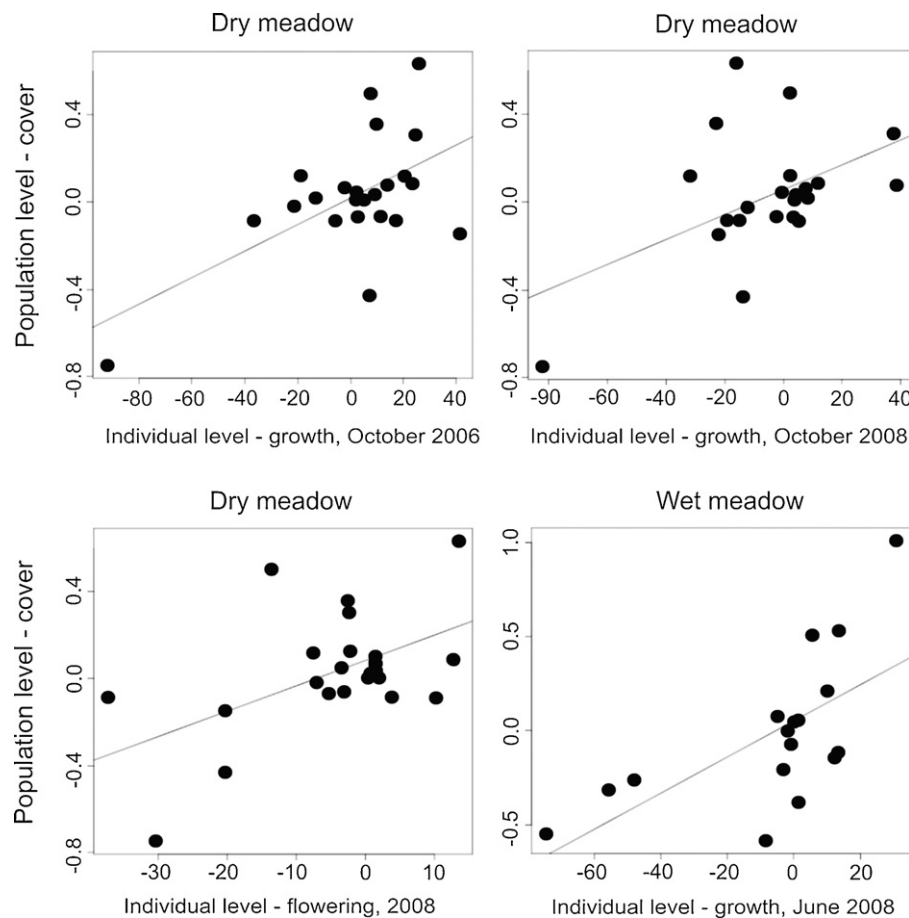 Dry meadow
Dry meadow
Population level - cover
0.4
0.0
-0.4
-0.8
0.4
0.0
-0.4
-0.8
-80 -60 -40 -20 0 20 40
-90 -70 -50 -20 0 20 40
Individual level - growth, October 2006
Individual level - growth, October 2008
Dry meadow
Wet meadow
Population level - cover
0.4
0.0
-0.4
-0.8
1.0
0.5
0.0
-0.5
-30 -20 -10 0 10
-60 -40 -20 0 20
Individual level - flowering, 2008
Individual level - growth, June 2008